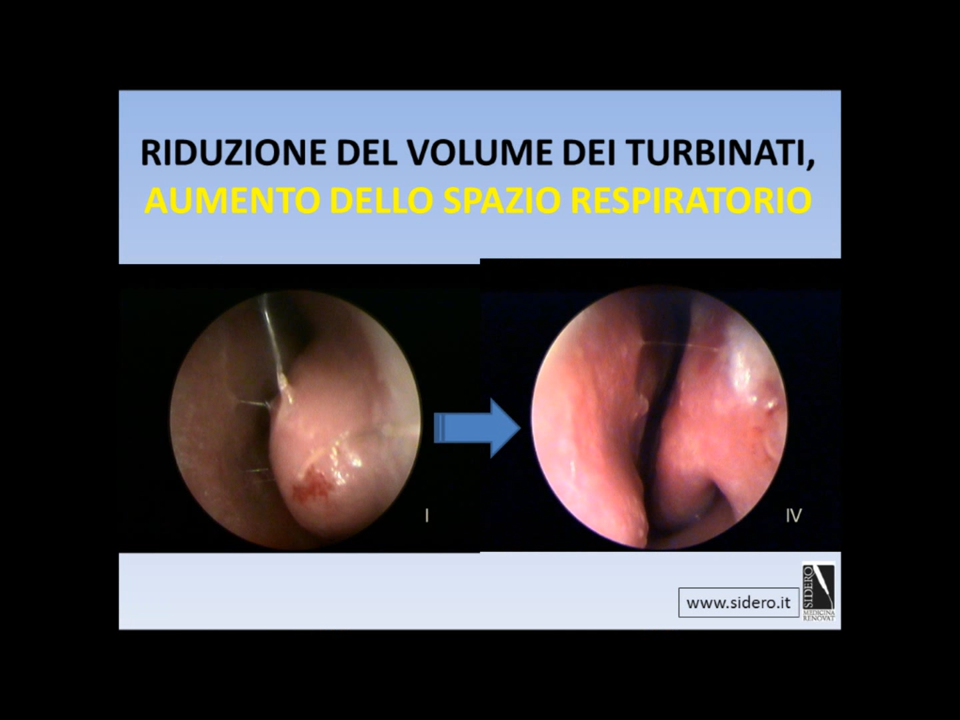 RIDUZIONE DEL VOLUME DEI TURBINATI,
AUMENTO DELLO SPAZIO RESPIRATORIO
I
IV
www.sidero.it
SIDERO
MEDICINA
RENOVAT